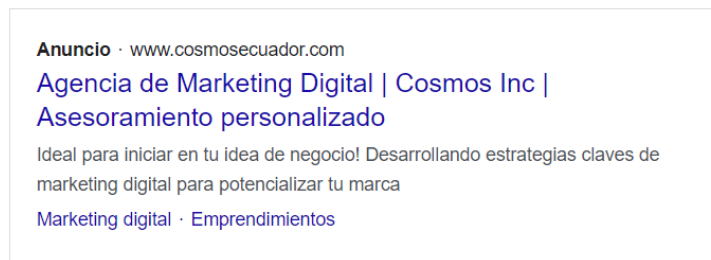 Anuncio · www.cosmosecuador.com
Agencia de Marketing Digital | Cosmos Inc |
Asesoramiento personalizado
Ideal para iniciar en tu idea de negocio! Desarrollando estrategias claves de
marketing digital para potencializar tu marca
Marketing digital · Emprendimientos